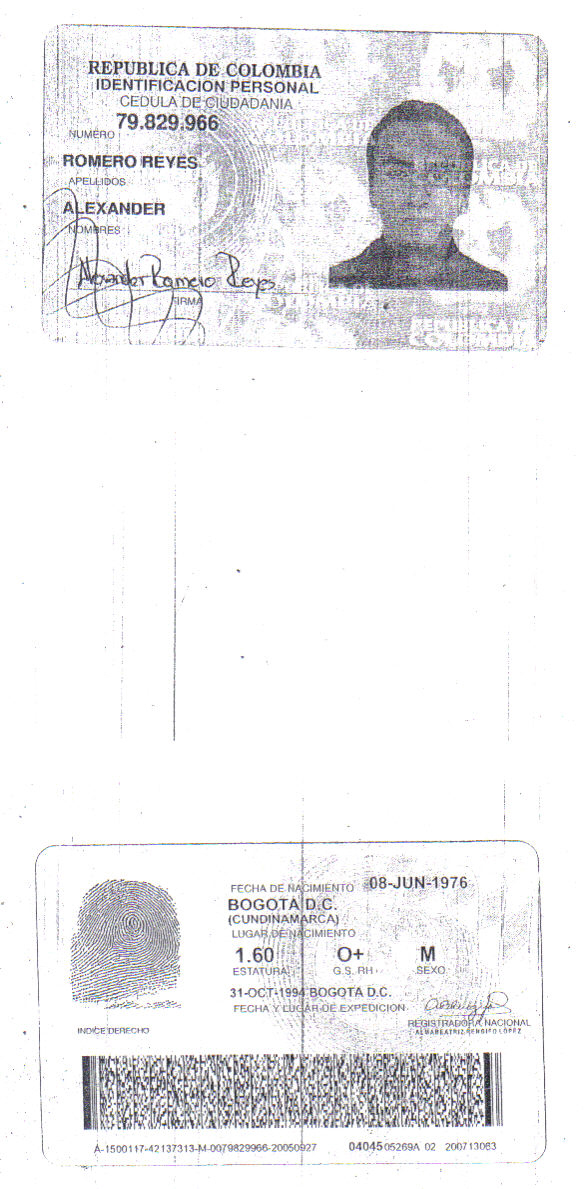 REPUBLICA DE COLOMBIA
IDENTIFICACION PERSONAL
CEDULA DE CIUDADANIA
NUMERO 79.829.966
ROMERO REYES
APELLIDOS
ALEXANDER
NOMBRES
Alexander Romero Reyes
FIRMA
REPUBLICA DE
COLOMBIA
FECHA DE NACIMIENTO 08-JUN-1976
BOGOTA D.C.
(CUNDINAMARCA)
LUGAR DE NACIMIENTO
1.60 O+ M
ESTATURA G.S. RH SEXO
31-OCT-1994 BOGOTA D.C.
FECHA Y LUGAR DE EXPEDICION
INDICE DERECHO
REGISTRADORA NACIONAL
ALMABEATRIZ RENGIFO LOPEZ
A-1500117-42137313-M-0079829966-20050927 0404505269A 02 200713063